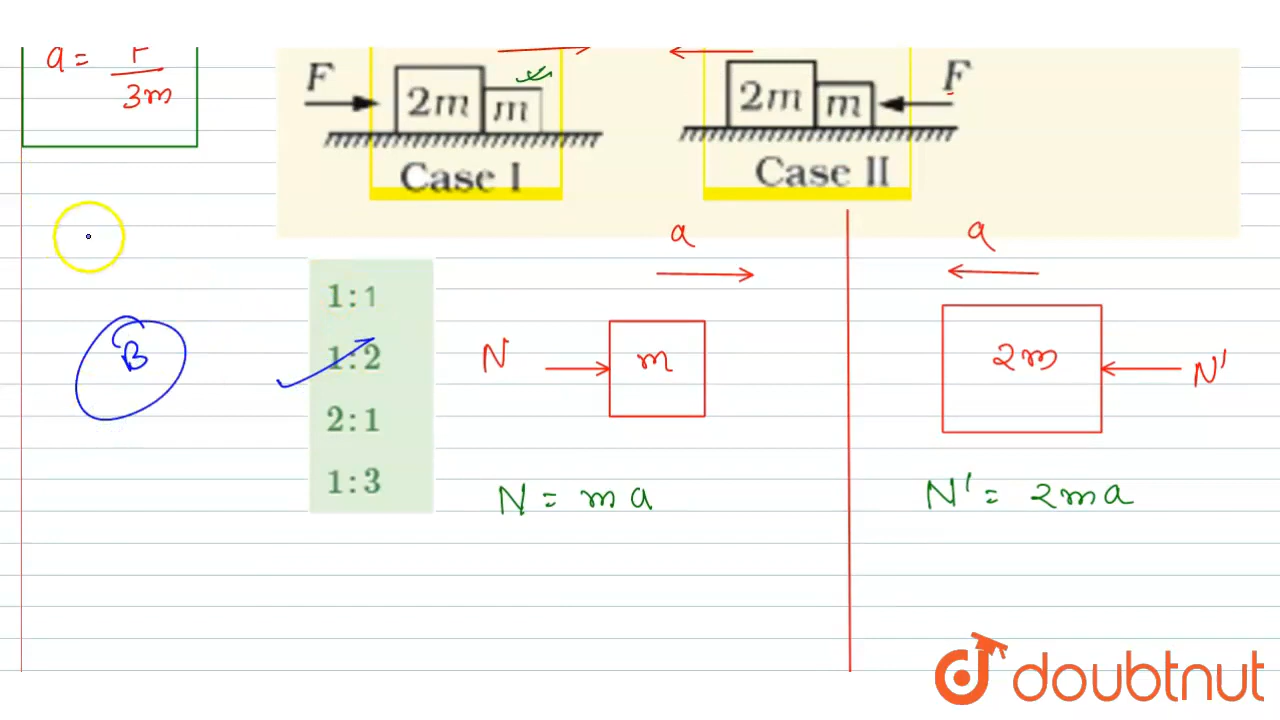 a = F
3m
F
2m
m
Case I
2m
m
F
Case II
a
a
1:1
1:2
2:1
1:3
B
N
m
2m
N'
N = ma
N' = 2ma
doubtnut